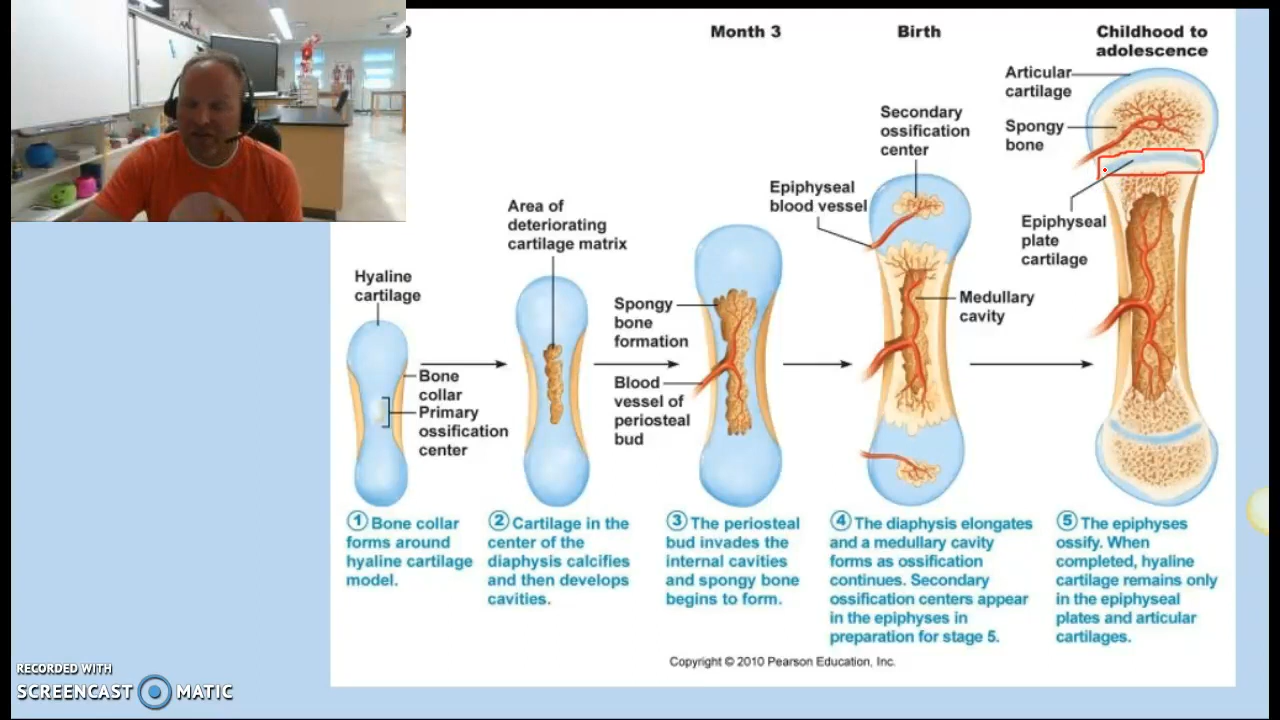 9
Month 3
Birth
Childhood to
adolescence
Articular
cartilage
Spongy
bone
Epiphyseal
plate
cartilage
Secondary
ossification
center
Epiphyseal
blood vessel
Medullary
cavity
Area of
deteriorating
cartilage matrix
Spongy
bone
formation
Blood
vessel of
periosteal
bud
Hyaline
cartilage
Bone
collar
Primary
ossification
center
1 Bone collar
forms around
hyaline cartilage
model.
2 Cartilage in the
center of the
diaphysis calcifies
and then develops
cavities.
3 The periosteal
bud invades the
internal cavities
and spongy bone
begins to form.
4 The diaphysis elongates
and a medullary cavity
forms as ossification
continues. Secondary
ossification centers appear
in the epiphyses in
preparation for stage 5.
5 The epiphyses
ossify. When
completed, hyaline
cartilage remains only
in the epiphyseal
plates and articular
cartilages.
Copyright © 2010 Pearson Education, Inc.
RECORDED WITH
SCREENCAST MATIC